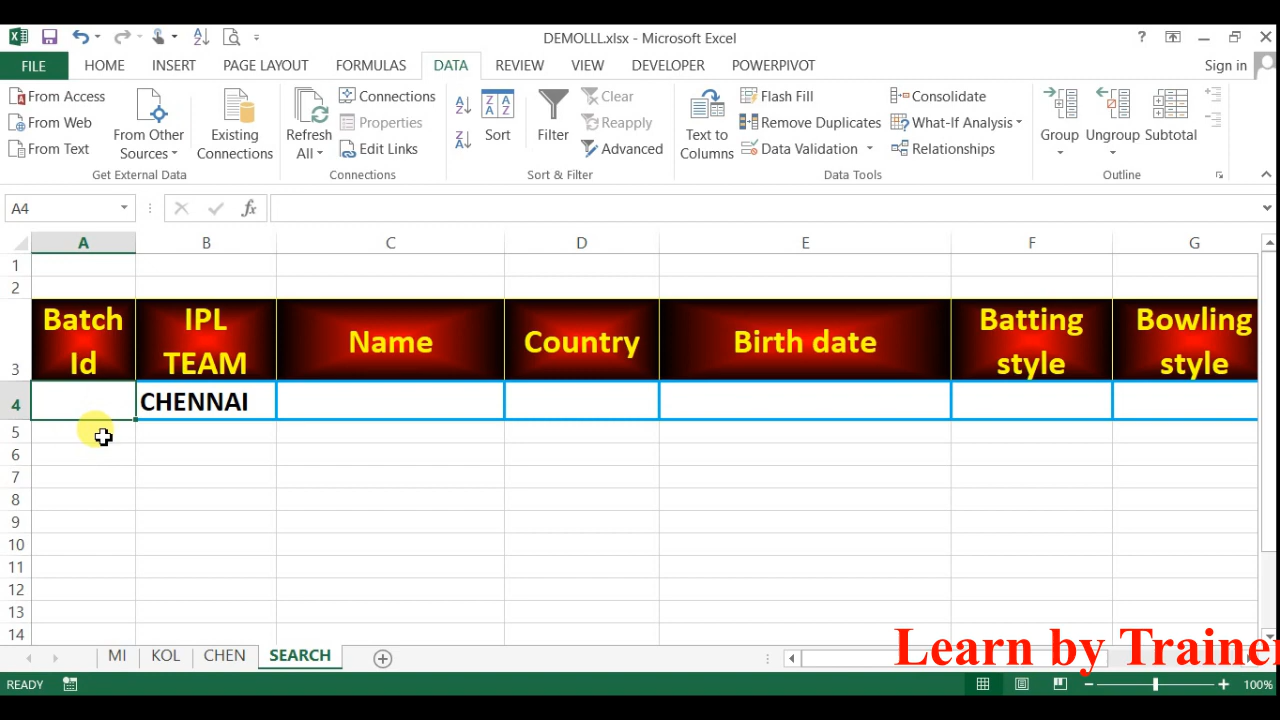 DEMOLLL.xlsx - Microsoft Excel
?
FILE HOME INSERT PAGE LAYOUT FORMULAS DATA REVIEW VIEW DEVELOPER POWERPIVOT Sign in
From Access
From Web
From Text
From Other
Sources
Existing
Connections
Get External Data
Refresh
All
Connections
Properties
Edit Links
Connections
Sort
Filter
Clear
Reapply
Advanced
Sort & Filter
Text to
Columns
Flash Fill
Remove Duplicates
Data Validation
Consolidate
What-If Analysis
Relationships
Data Tools
Group
Ungroup
Subtotal
Outline
A4
fx
A B C D E F G
1
2
3
Batch
Id
IPL
TEAM
Name
Country
Birth date
Batting
style
Bowling
style
4 CHENNAI
5
6
7
8
9
10
11
12
13
14
MI KOL CHEN SEARCH
Learn by Trainer
READY
100%